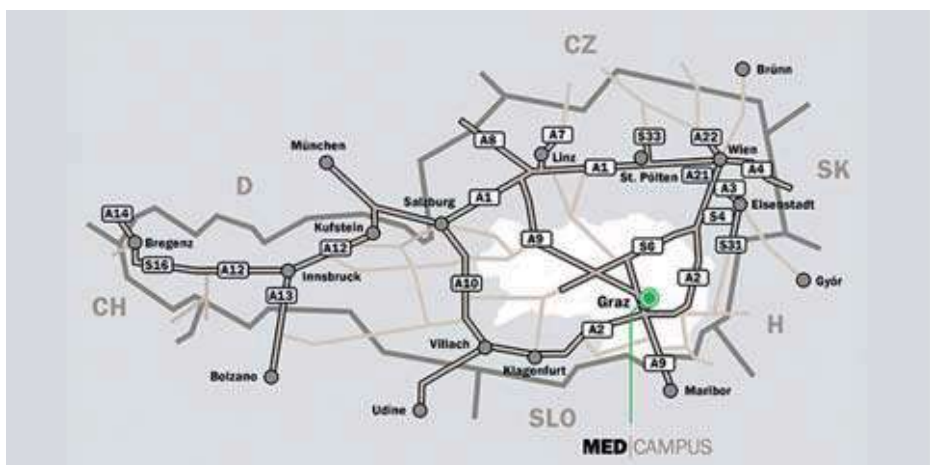 CZ
Brünn
A7
S33
A22
A8
München
Linz
A1
St. Pölten
Wien
A21
A4
SK
D
Salzburg
A1
A3
Eisenstadt
A14
Kufstein
S4
Bregenz
A12
A9
S6
S31
S16
A12
Innsbruck
A10
A2
Györ
CH
A13
Graz
H
Villach
A2
Klagenfurt
A9
Bolzano
Maribor
Udine
SLO
MED|CAMPUS